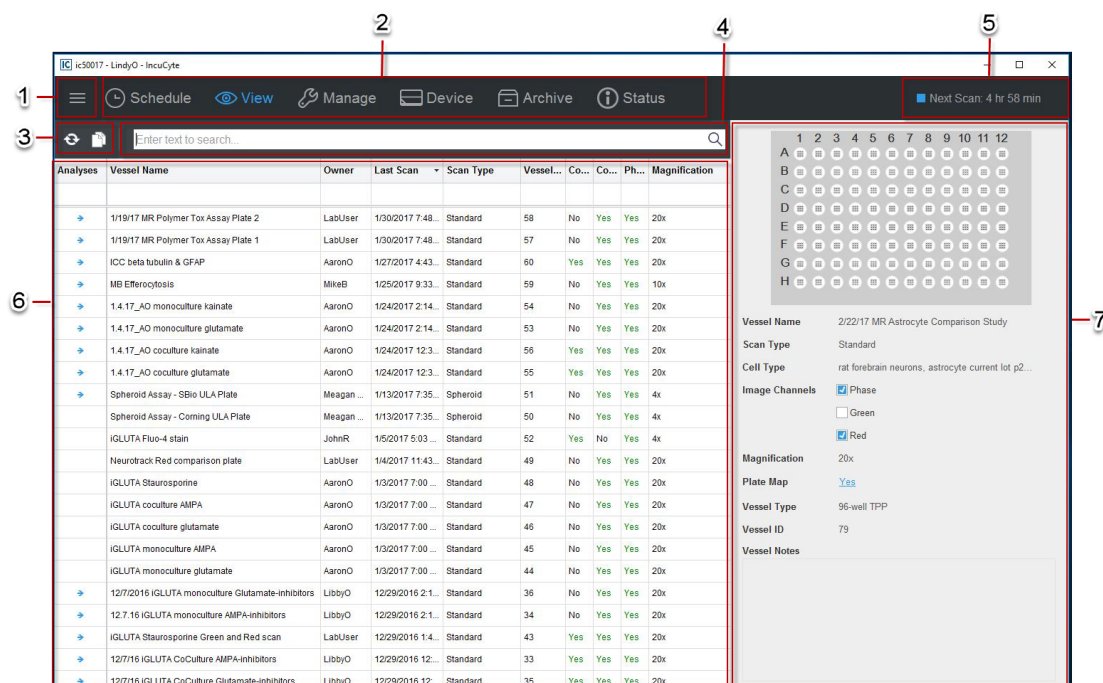 2
4
5
IC ic50017 - LindyO - IncuCyte
1
Schedule View Manage Device Archive Status
Next Scan: 4 hr 58 min
3
Enter text to search...
1 2 3 4 5 6 7 8 9 10 11 12
A
B
C
D
E
F
G
H
Analyses Vessel Name Owner Last Scan Scan Type Vessel... Co... Co... Ph... Magnification
1/19/17 MR Polymer Tox Assay Plate 2 LabUser 1/30/2017 7:48... Standard 58 No Yes Yes 20x
1/19/17 MR Polymer Tox Assay Plate 1 LabUser 1/30/2017 7:48... Standard 57 No Yes Yes 20x
ICC beta tubulin & GFAP AaronO 1/27/2017 4:43... Standard 60 Yes Yes Yes 20x
MB Efferocytosis MikeB 1/25/2017 9:33... Standard 59 No Yes Yes 10x
6
1.4.17_AO monoculture kainate AaronO 1/24/2017 2:14... Standard 54 No Yes Yes 20x
1.4.17_AO monoculture glutamate AaronO 1/24/2017 2:14... Standard 53 No Yes Yes 20x
1.4.17_AO coculture kainate AaronO 1/24/2017 12:3... Standard 56 Yes Yes Yes 20x
1.4.17_AO coculture glutamate AaronO 1/24/2017 12:3... Standard 55 Yes Yes Yes 20x
Spheroid Assay - SBio ULA Plate Meagan ... 1/13/2017 7:35... Spheroid 51 No Yes Yes 4x
Spheroid Assay - Corning ULA Plate Meagan ... 1/13/2017 7:35... Spheroid 50 No Yes Yes 4x
iGLUTA Fluo-4 stain JohnR 1/5/2017 5:03 ... Standard 52 Yes No Yes 4x
Neurotrack Red comparison plate LabUser 1/4/2017 11:43... Standard 49 No Yes Yes 20x
iGLUTA Staurosporine AaronO 1/3/2017 7:00 ... Standard 48 No Yes Yes 20x
iGLUTA coculture AMPA AaronO 1/3/2017 7:00 ... Standard 47 No Yes Yes 20x
iGLUTA coculture glutamate AaronO 1/3/2017 7:00 ... Standard 46 No Yes Yes 20x
iGLUTA monoculture AMPA AaronO 1/3/2017 7:00 ... Standard 45 No Yes Yes 20x
iGLUTA monoculture glutamate AaronO 1/3/2017 7:00 ... Standard 44 No Yes Yes 20x
12/7/2016 iGLUTA monoculture Glutamate-inhibitors LibbyO 12/29/2016 2:1... Standard 36 No Yes Yes 20x
12.7.16 iGLUTA monoculture AMPA-inhibitors LibbyO 12/29/2016 2:1... Standard 34 No Yes Yes 20x
iGLUTA Staurosporine Green and Red scan LabUser 12/29/2016 1:4... Standard 43 Yes Yes Yes 20x
12/7/16 iGLUTA CoCulture AMPA-inhibitors LibbyO 12/29/2016 12:... Standard 33 Yes Yes Yes 20x
12/7/16 iGLUTA CoCulture Glutamate-inhibitors LibbyO 12/29/2016 12:... Standard 35 Yes Yes Yes 20x
Vessel Name 2/22/17 MR Astrocyte Comparison Study
7
Scan Type Standard
Cell Type rat forebrain neurons, astrocyte current lot p2...
Image Channels Phase
Green
Red
Magnification 20x
Plate Map Yes
Vessel Type 96-well TPP
Vessel ID 79
Vessel Notes